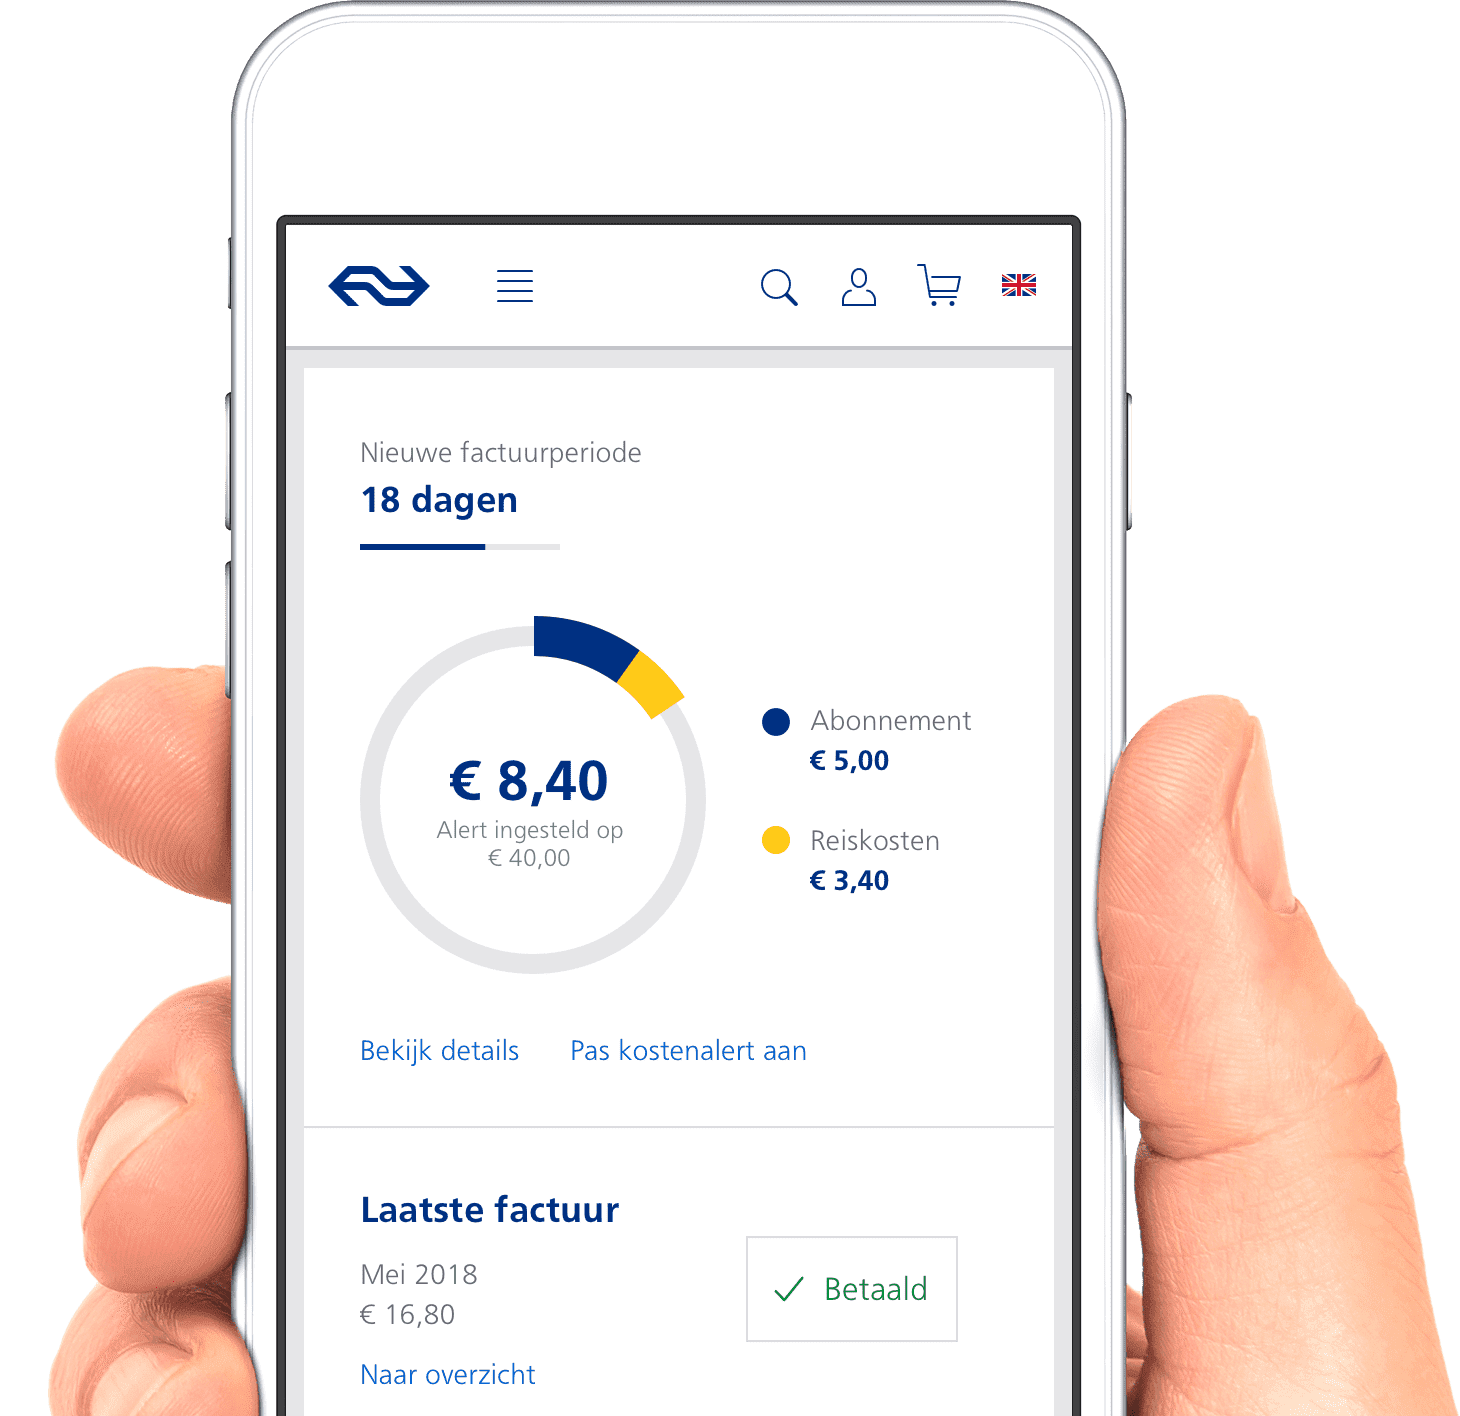 Nieuwe factuurperiode
18 dagen
€ 8,40
Alert ingesteld op
€ 40,00
Abonnement
€ 5,00
Reiskosten
€ 3,40
Bekijk details Pas kostenalert aan
Laatste factuur
Mei 2018
€ 16,80
Betaald
Naar overzicht